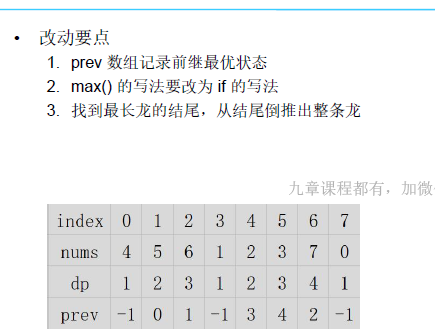 • 改动要点
1. prev 数组记录前继最优状态
2. max() 的写法要改为 if 的写法
3. 找到最长龙的结尾，从结尾倒推出整条龙
九章课程都有，加微
index 0 1 2 3 4 5 6 7
nums 4 5 6 1 2 3 7 0
dp 1 2 3 1 2 3 4 1
prev -1 0 1 -1 3 4 2 -1